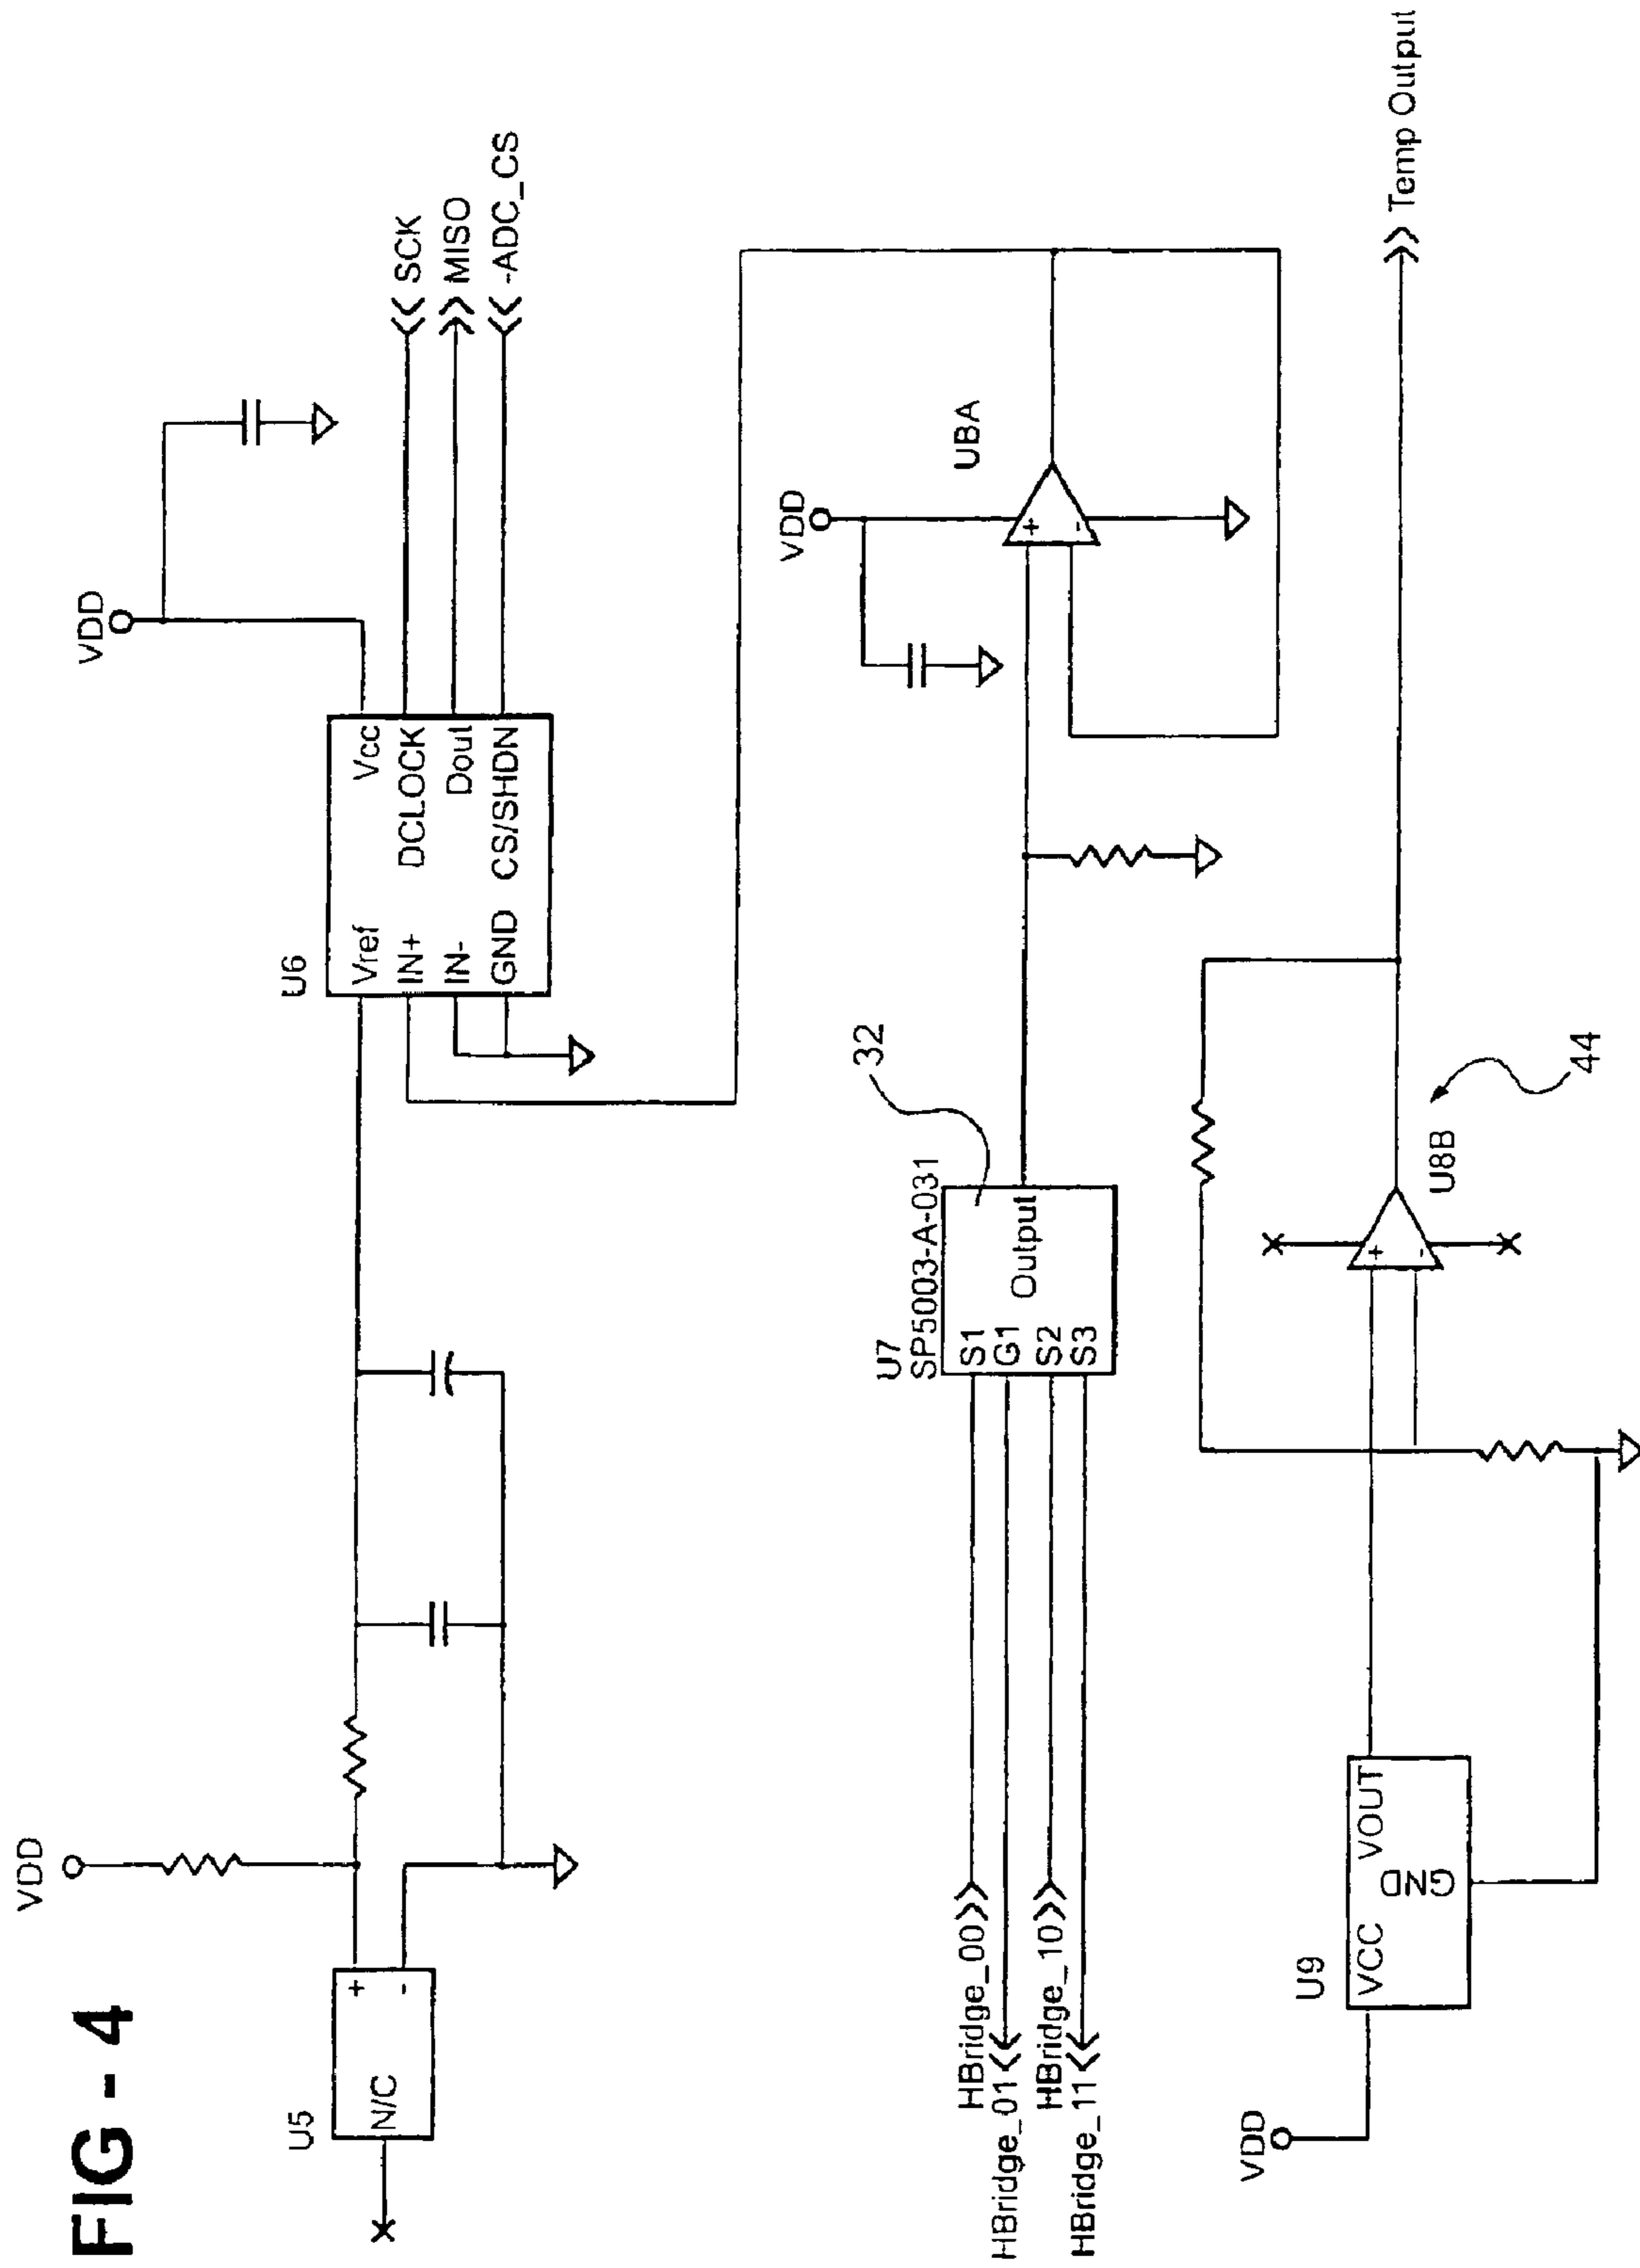 FIG - 4
VDD
U5
N/C
+
-
VDD
U6
Vref
IN+
IN-
GND
Vcc
DCLOCK
Dout
CS/SHDN
SCK
MISO
-ADC_CS
HBridge_00
HBridge_01
HBridge_10
HBridge_11
U7
SP5003-A-031
S1
G1
S2
S3
Output
32
VDD
UBA
+
-
VDD
U9
VCC
VOUT
GND
+
-
U8B
44
Temp Output